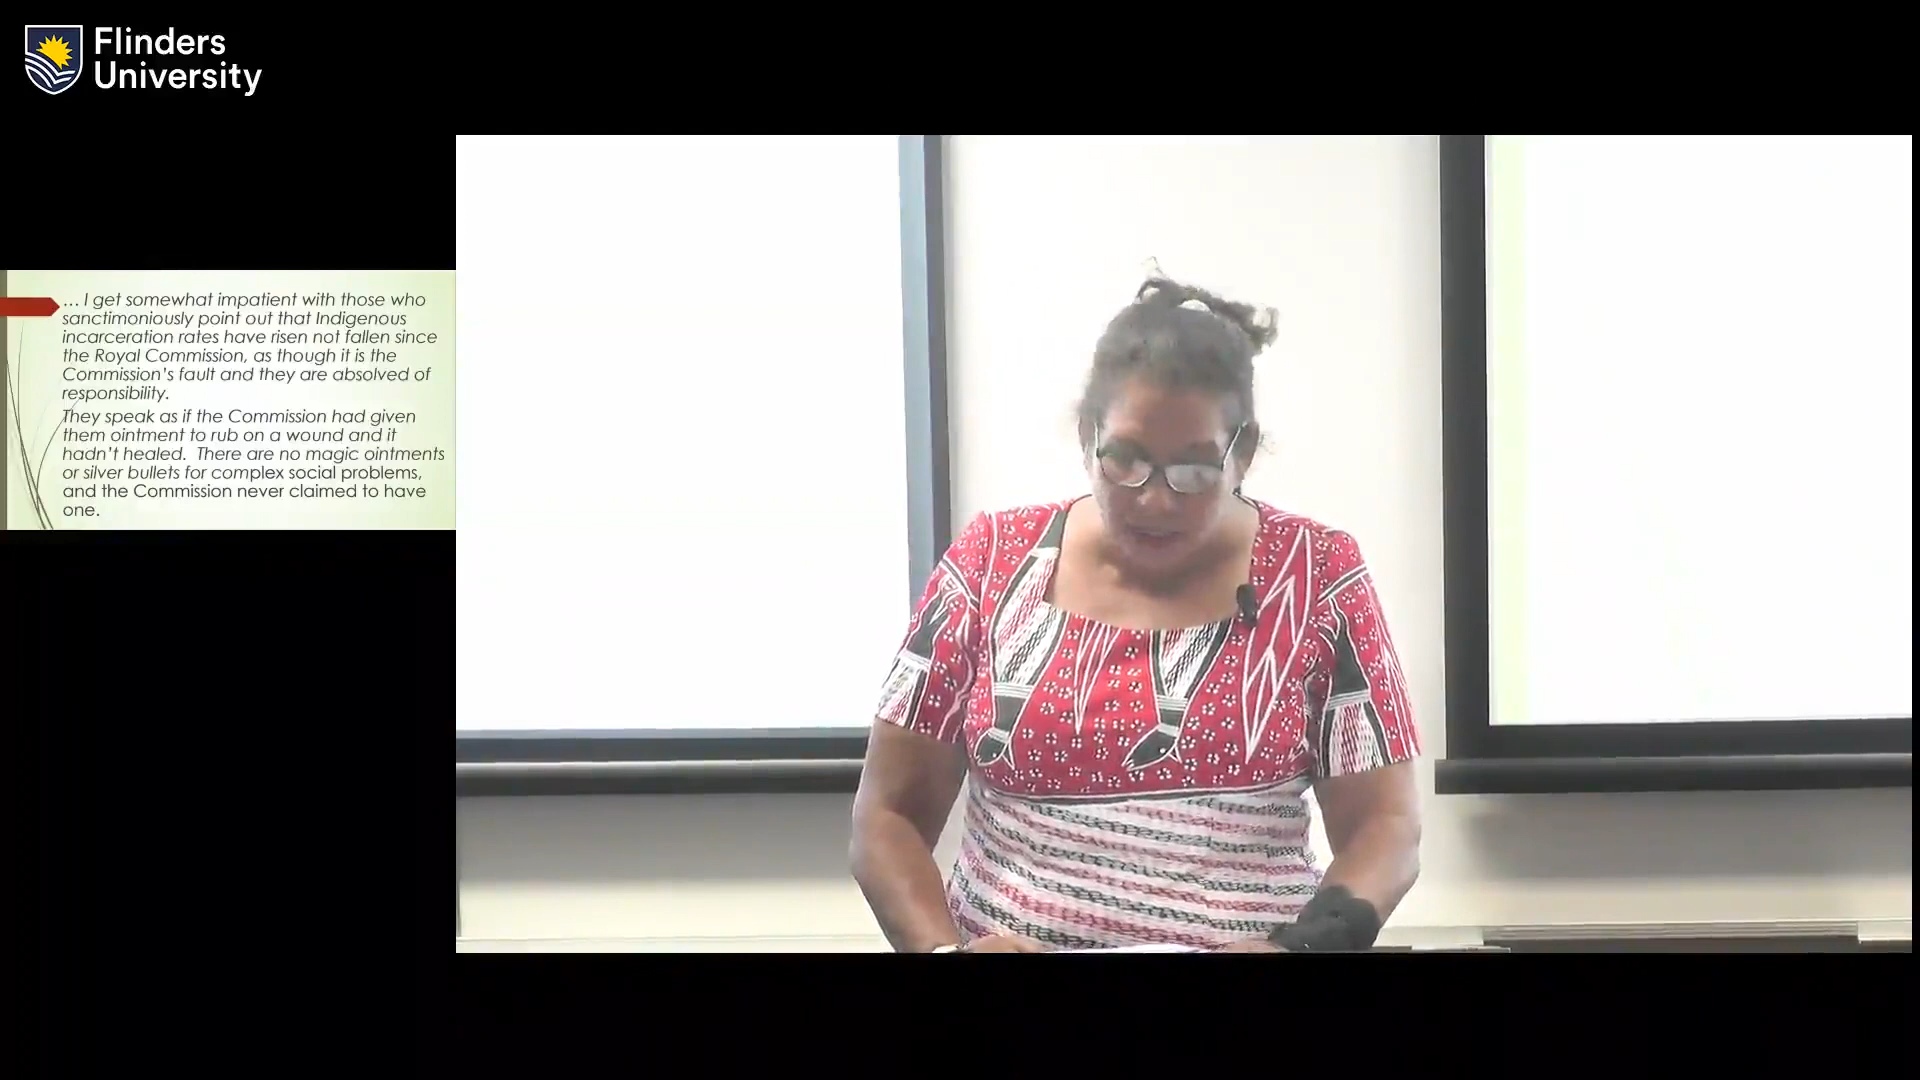 Flinders
University
… I get somewhat impatient with those who
sanctimoniously point out that Indigenous
incarceration rates have risen not fallen since
the Royal Commission, as though it is the
Commission's fault and they are absolved of
responsibility.
They speak as if the Commission had given
them ointment to rub on a wound and it
hadn't healed.  There are no magic ointments
or silver bullets for complex social problems,
and the Commission never claimed to have
one.